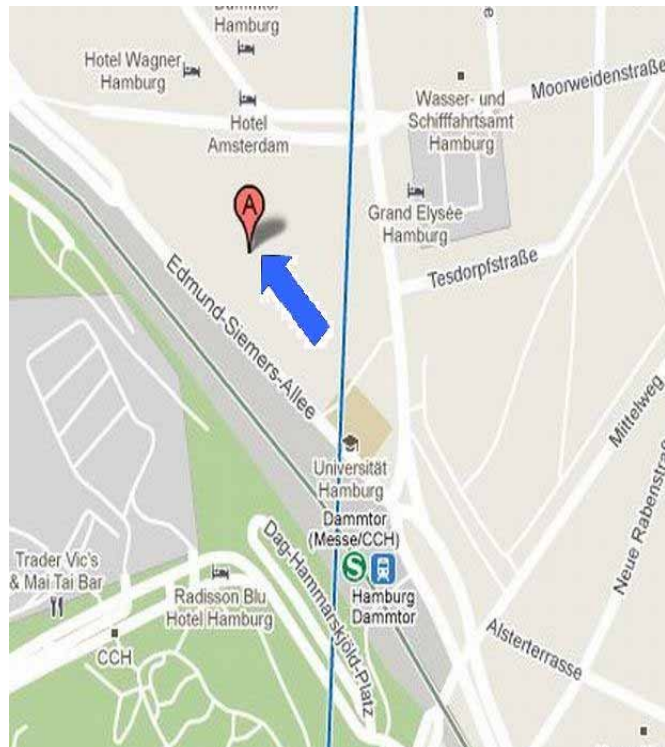 Dammtor
Hamburg
Hotel Wagner
Hamburg
Hotel
Amsterdam
Wasser- und
Schifffahrtsamt
Hamburg
Moorweidenstraße
A
Grand Elysée
Hamburg
Tesdorpfstraße
Edmund-Siemers-Allee
Mittelweg
Universität
Hamburg
Neue Rabenstraße
Dammtor
(Messe/CCH)
S
Hamburg
Dammtor
Dag-Hammarskjöld-Platz
Trader Vic's
& Mai Tai Bar
Radisson Blu
Hotel Hamburg
CCH
Alsterterrasse